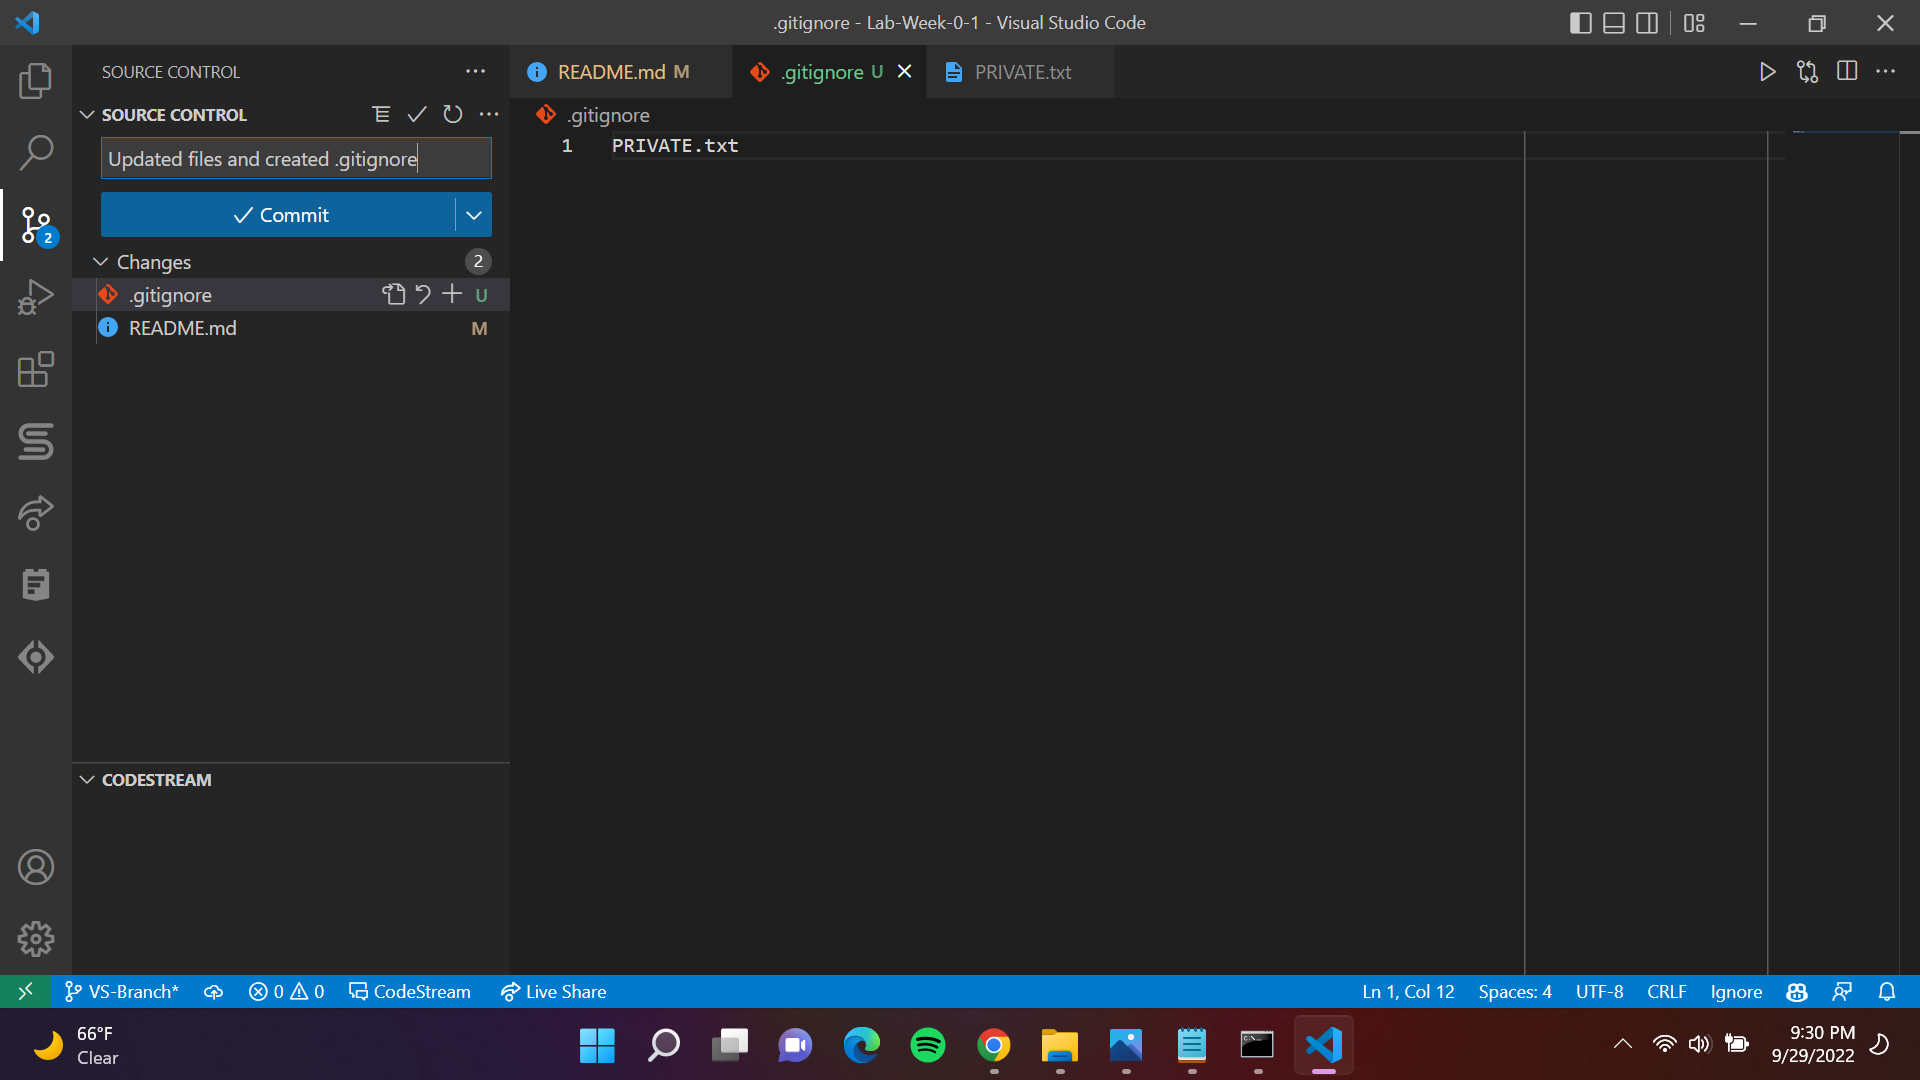 .gitignore - Lab-Week-0-1 - Visual Studio Code
SOURCE CONTROL
README.md M
.gitignore U
PRIVATE.txt
SOURCE CONTROL
.gitignore
Updated files and created .gitignore
1 PRIVATE.txt
Commit
2
Changes 2
.gitignore U
README.md M
CODESTREAM
VS-Branch* 0 0 CodeStream Live Share Ln 1, Col 12 Spaces: 4 UTF-8 CRLF Ignore
66°F
Clear
9:30 PM
9/29/2022